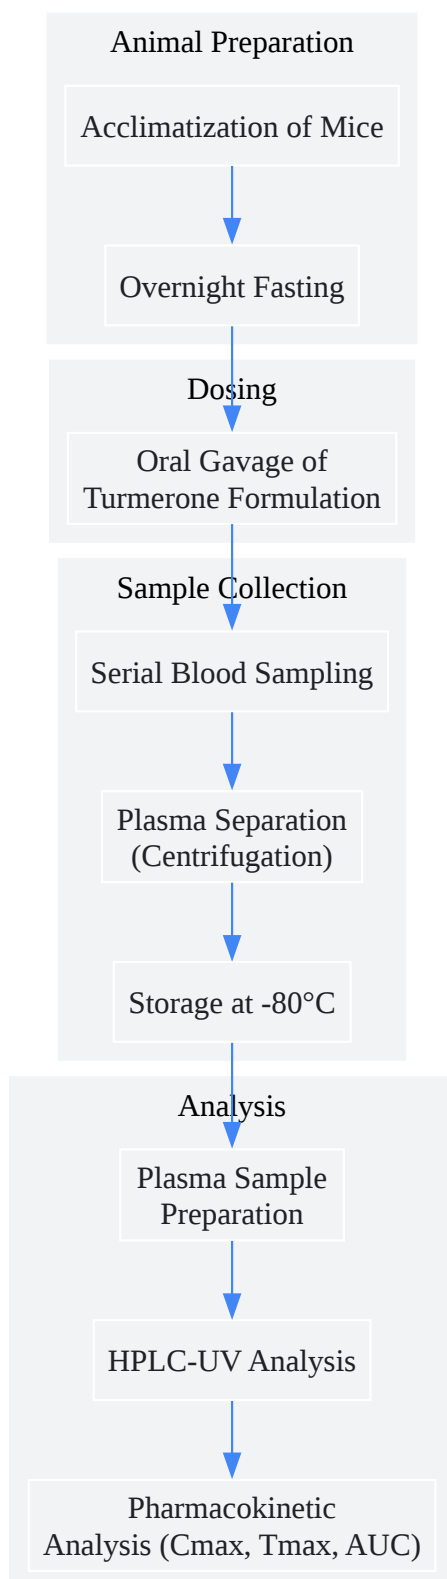 Animal Preparation
Acclimatization of Mice
Overnight Fasting
Dosing
Oral Gavage of
Turmerone Formulation
Sample Collection
Serial Blood Sampling
Plasma Separation
(Centrifugation)
Storage at -80°C
Analysis
Plasma Sample
Preparation
HPLC-UV Analysis
Pharmacokinetic
Analysis (Cmax, Tmax, AUC)